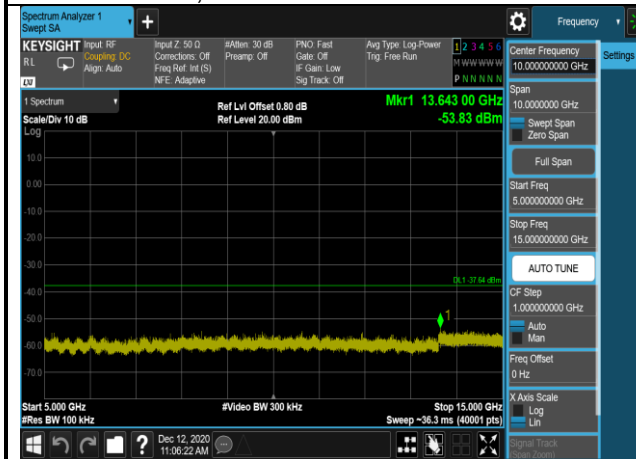 Spectrum Analyzer 1
Swept SA
Frequency
KEYSIGHT
RL
Input: RF
Coupling: DC
Align: Auto
Input Z: 50 Ω
Corrections: Off
Freq Ref: Int (S)
NFE: Adaptive
#Atten: 30 dB
Preamp: Off
PNO: Fast
Gate: Off
IF Gain: Low
Sig Track: Off
Avg Type: Log-Power
Trig: Free Run
1 2 3 4 5 6
M W W W W W
P N N N N N
1 Spectrum
Scale/Div 10 dB
Log
Ref Lvl Offset 0.80 dB
Ref Level 20.00 dBm
Mkr1 13.643 00 GHz
-53.83 dBm
10.0
0.00
-10.0
-20.0
-30.0
-40.0
-50.0
-60.0
-70.0
DL1 -37.64 dBm
1
Start 5.000 GHz
#Res BW 100 kHz
#Video BW 300 kHz
Stop 15.000 GHz
Sweep ~36.3 ms (40001 pts)
Dec 12, 2020
11:06:22 AM
Settings
Center Frequency
10.000000000 GHz
Span
10.0000000 GHz
Swept Span
Zero Span
Full Span
Start Freq
5.000000000 GHz
Stop Freq
15.000000000 GHz
AUTO TUNE
CF Step
1.000000000 GHz
Auto
Man
Freq Offset
0 Hz
X Axis Scale
Log
Lin
Signal Track
(Span Zoom)